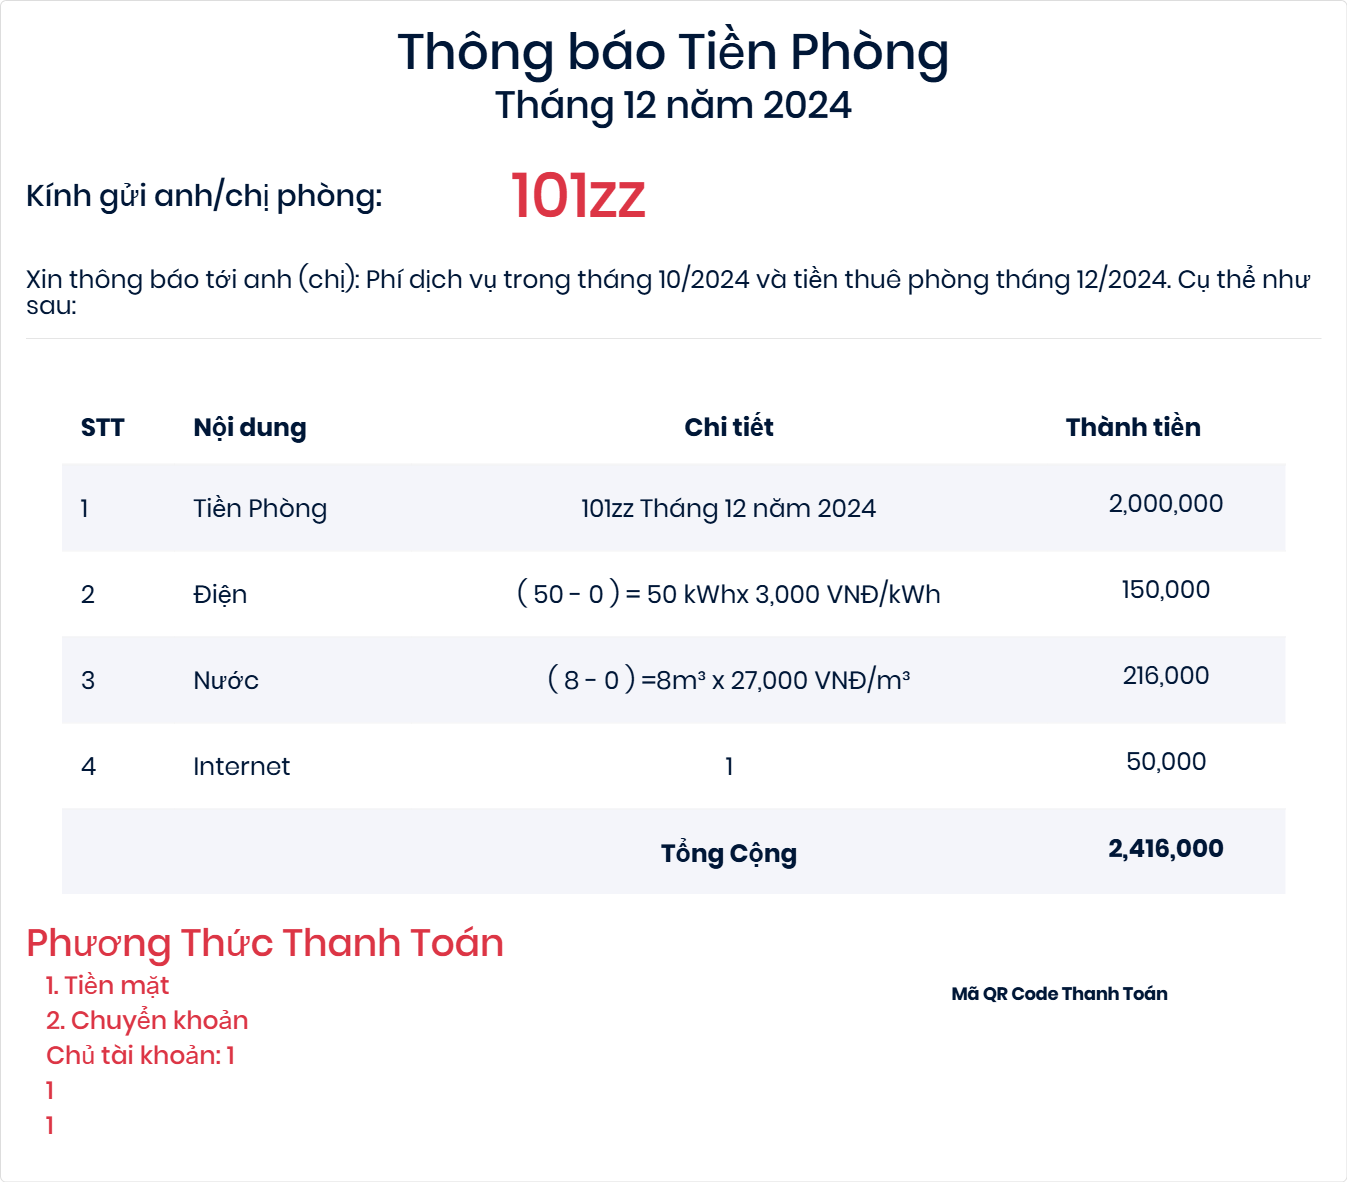 Thông báo Tiền Phòng
Tháng 12 năm 2024
Kính gửi anh/chị phòng: 101zz
Xin thông báo tới anh (chị): Phí dịch vụ trong tháng 10/2024 và tiền thuê phòng tháng 12/2024. Cụ thể như
sau:
STT Nội dung Chi tiết Thành tiền
1 Tiền Phòng 101zz Tháng 12 năm 2024 2,000,000
2 Điện ( 50 - 0 ) = 50 kWhx 3,000 VNĐ/kWh 150,000
3 Nước ( 8 - 0 ) =8m³ x 27,000 VNĐ/m³ 216,000
4 Internet 1 50,000
Tổng Cộng 2,416,000
Phương Thức Thanh Toán
1. Tiền mặt
Mã QR Code Thanh Toán
2. Chuyển khoản
Chủ tài khoản: 1
1
1